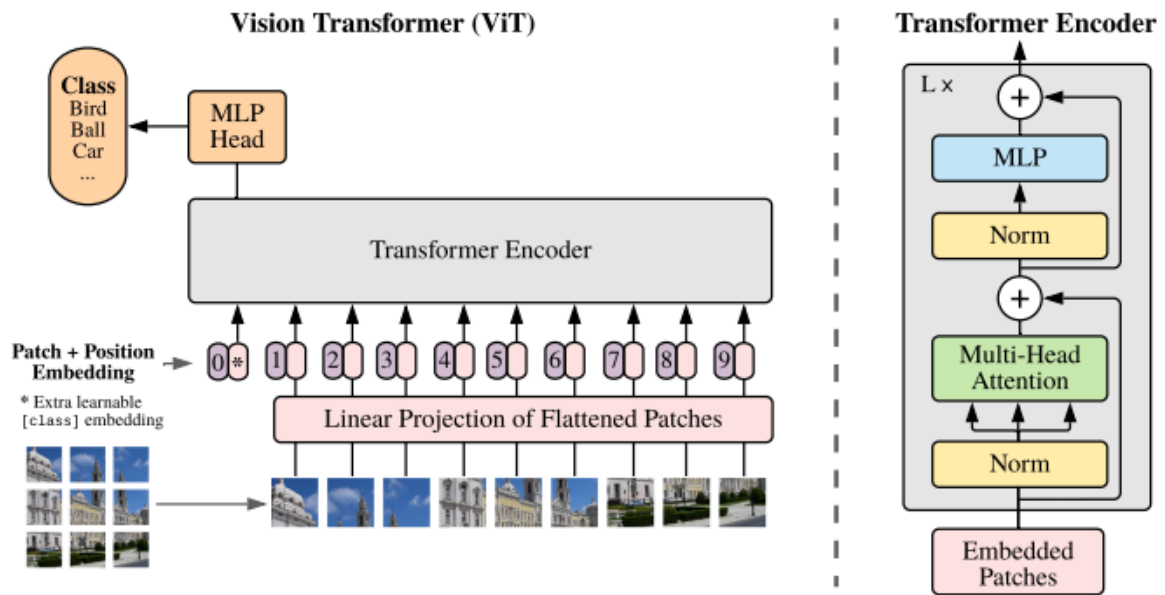 Vision Transformer (ViT)
Class
Bird
Ball
Car
...
MLP
Head
Transformer Encoder
Patch + Position
Embedding
0 * 1 2 3 4 5 6 7 8 9
* Extra learnable
[class] embedding
Linear Projection of Flattened Patches
Transformer Encoder
L ×
+
MLP
Norm
+
Multi-Head
Attention
Norm
Embedded
Patches